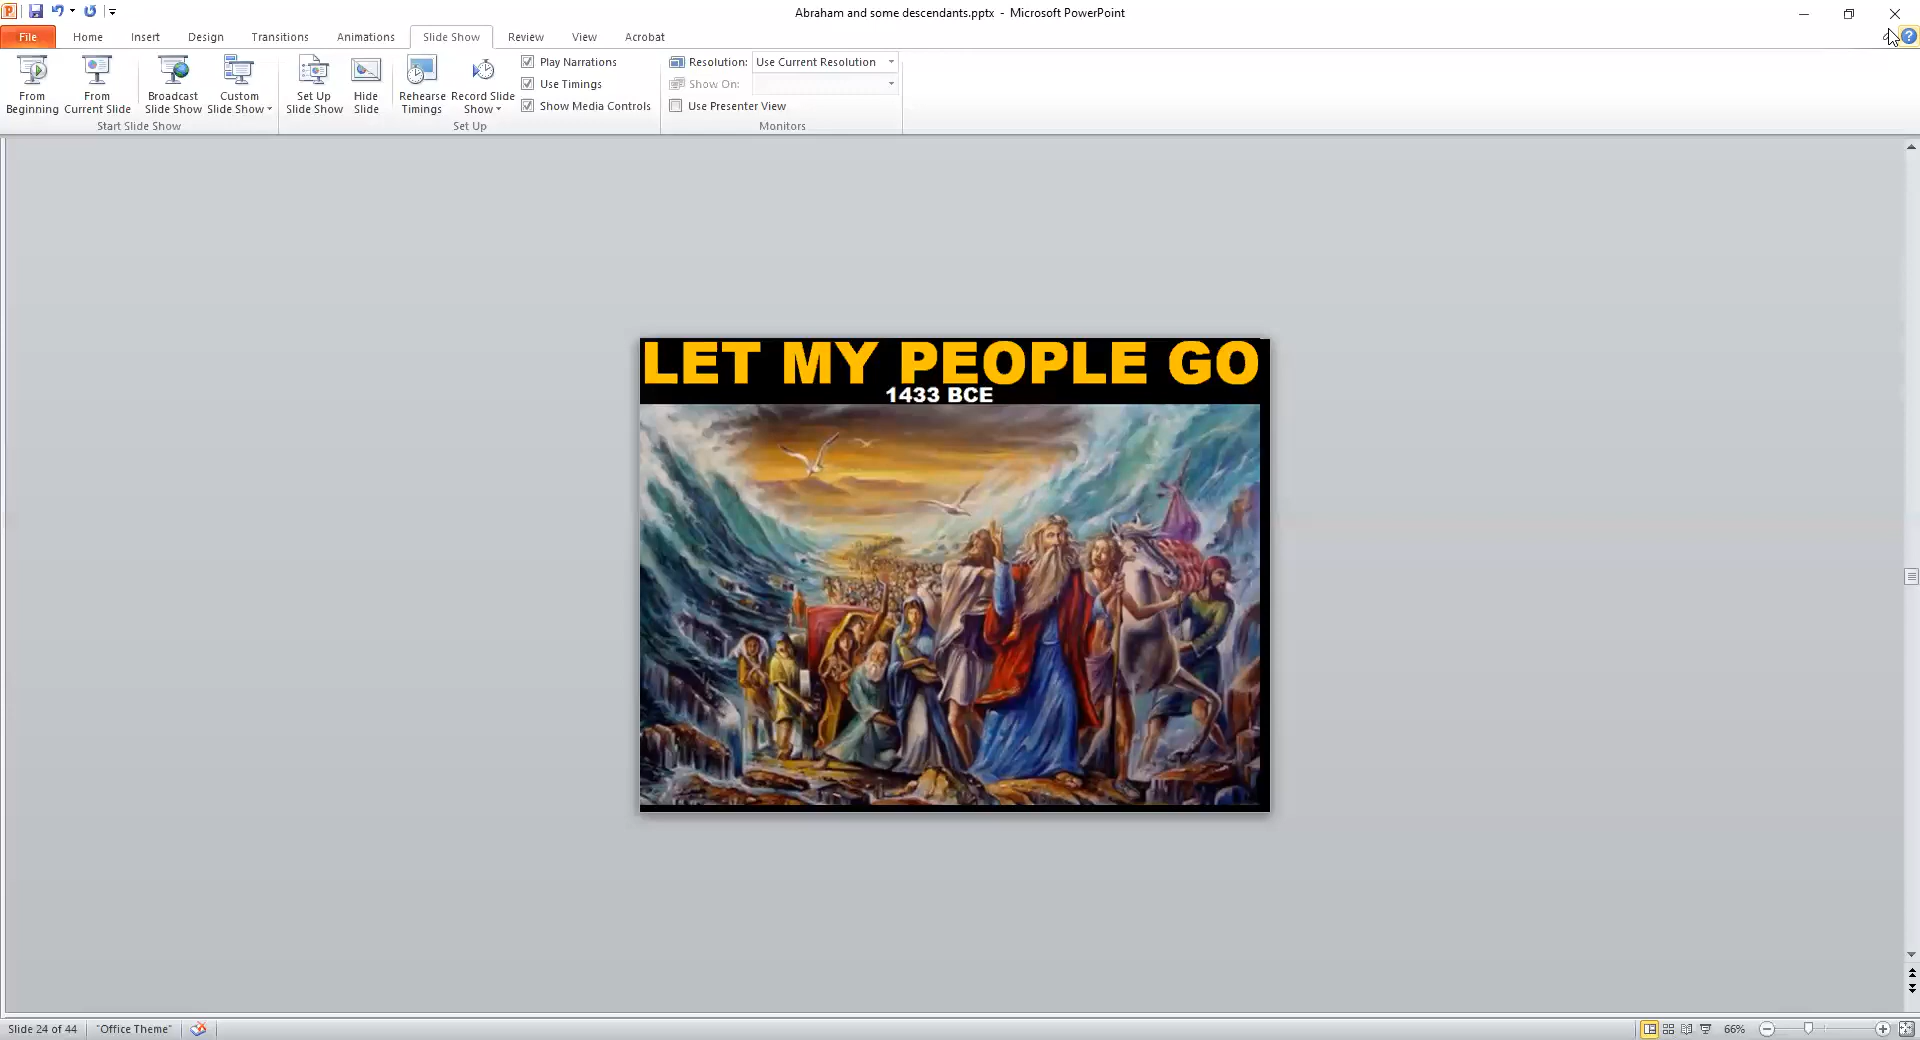 Abraham and some descendants.pptx - Microsoft PowerPoint
File Home Insert Design Transitions Animations Slide Show Review View Acrobat
From Beginning
From Current Slide
Broadcast Slide Show
Custom Slide Show
Start Slide Show
Set Up Slide Show
Hide Slide
Rehearse Timings
Record Slide Show
Play Narrations
Use Timings
Show Media Controls
Set Up
Resolution: Use Current Resolution
Show On:
Use Presenter View
Monitors
LET MY PEOPLE GO
1433 BCE
Slide 24 of 44 "Office Theme" 66%